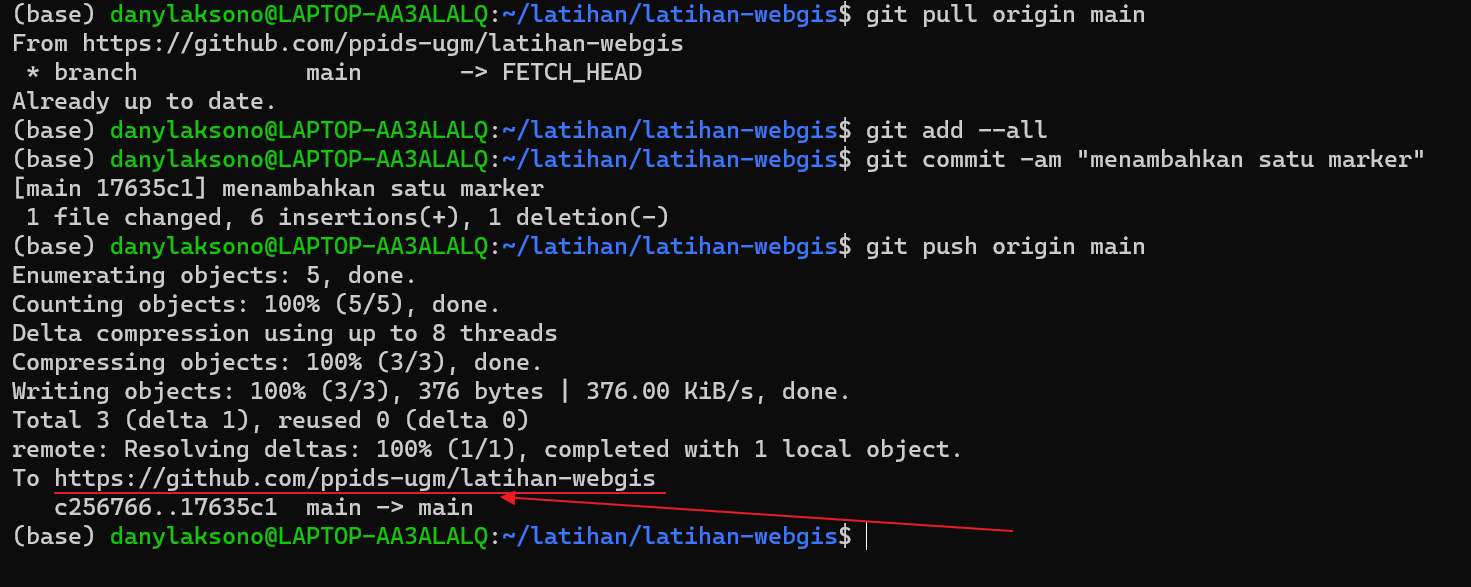 (base) danylaksono@LAPTOP-AA3ALALQ:~/latihan/latihan-webgis$ git pull origin main
From https://github.com/ppids-ugm/latihan-webgis
 * branch            main       -> FETCH_HEAD
Already up to date.
(base) danylaksono@LAPTOP-AA3ALALQ:~/latihan/latihan-webgis$ git add --all
(base) danylaksono@LAPTOP-AA3ALALQ:~/latihan/latihan-webgis$ git commit -am "menambahkan satu marker"
[main 17635c1] menambahkan satu marker
 1 file changed, 6 insertions(+), 1 deletion(-)
(base) danylaksono@LAPTOP-AA3ALALQ:~/latihan/latihan-webgis$ git push origin main
Enumerating objects: 5, done.
Counting objects: 100% (5/5), done.
Delta compression using up to 8 threads
Compressing objects: 100% (3/3), done.
Writing objects: 100% (3/3), 376 bytes | 376.00 KiB/s, done.
Total 3 (delta 1), reused 0 (delta 0)
remote: Resolving deltas: 100% (1/1), completed with 1 local object.
To https://github.com/ppids-ugm/latihan-webgis
   c256766..17635c1  main -> main
(base) danylaksono@LAPTOP-AA3ALALQ:~/latihan/latihan-webgis$